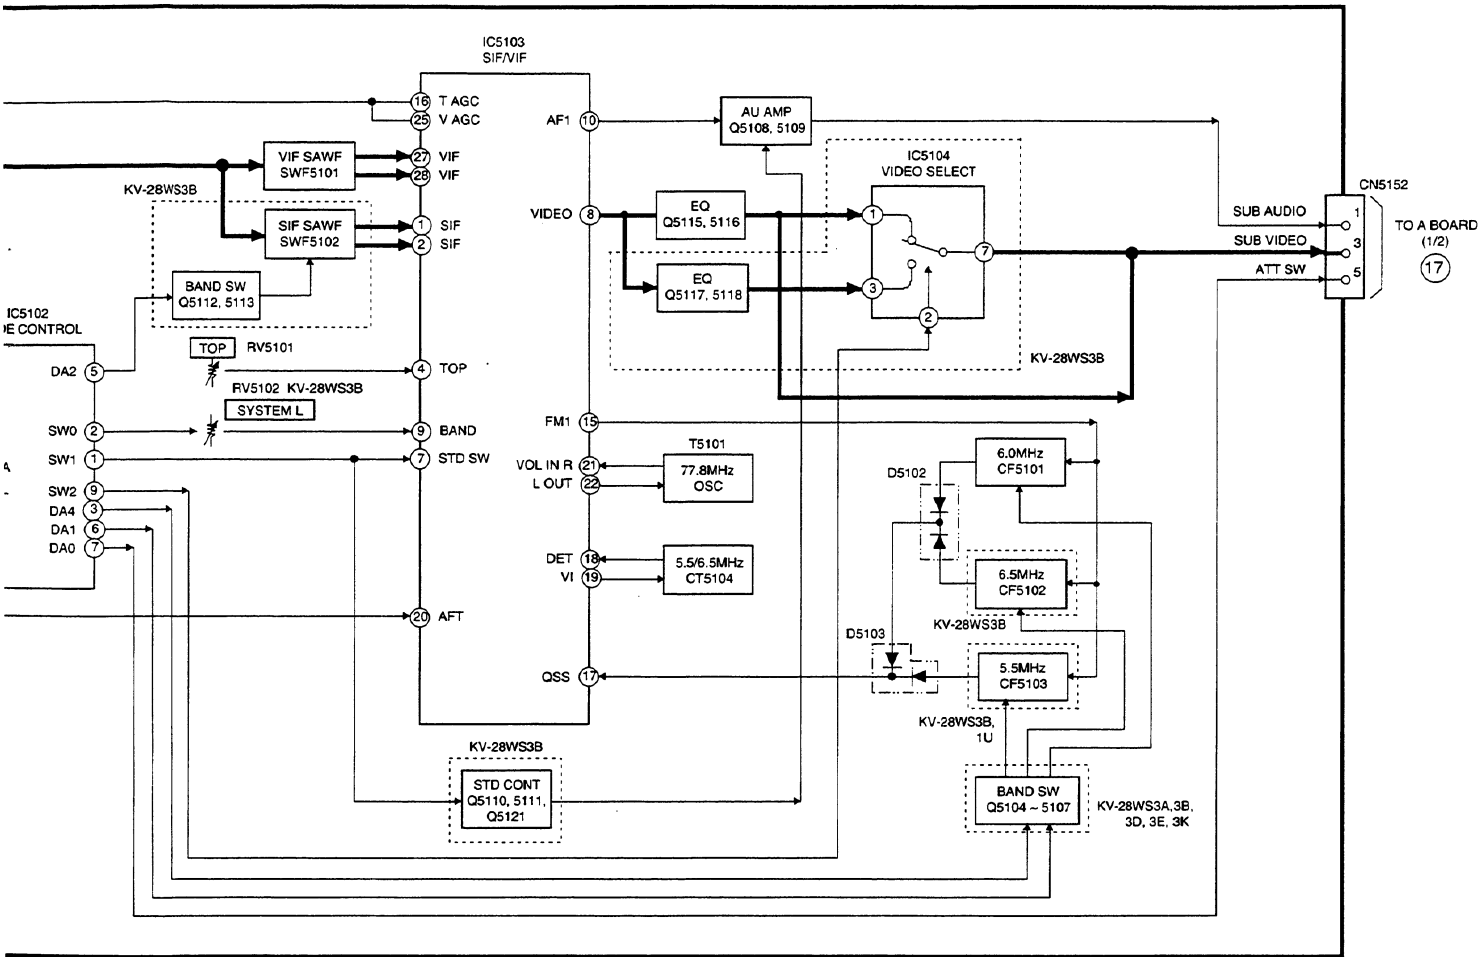 IC5103
SIF/VIF
16 T AGC
25 V AGC
27 VIF
28 VIF
1 SIF
2 SIF
4 TOP
9 BAND
7 STD SW
20 AFT
AF1 10
VIDEO 8
FM1 15
VOL IN R 21
L OUT 22
DET 18
VI 19
QSS 17
VIF SAWF
SWF5101
KV-28WS3B
SIF SAWF
SWF5102
BAND SW
Q5112, 5113
IC5102
DE CONTROL
DA2 5
SW0 2
SW1 1
SW2 9
DA4 3
DA1 6
DA0 7
A
TOP RV5101
RV5102 KV-28WS3B
SYSTEM L
AU AMP
Q5108, 5109
EQ
Q5115, 5116
EQ
Q5117, 5118
IC5104
VIDEO SELECT
1
3
7
2
KV-28WS3B
CN5152
SUB AUDIO 1
SUB VIDEO 3
ATT SW 5
TO A BOARD
(1/2)
17
T5101
77.8MHz
OSC
5.5/6.5MHz
CT5104
D5102
6.0MHz
CF5101
6.5MHz
CF5102
KV-28WS3B
D5103
5.5MHz
CF5103
KV-28WS3B,
1U
KV-28WS3B
STD CONT
Q5110, 5111,
Q5121
BAND SW
Q5104 ~ 5107
KV-28WS3A,3B,
3D, 3E, 3K